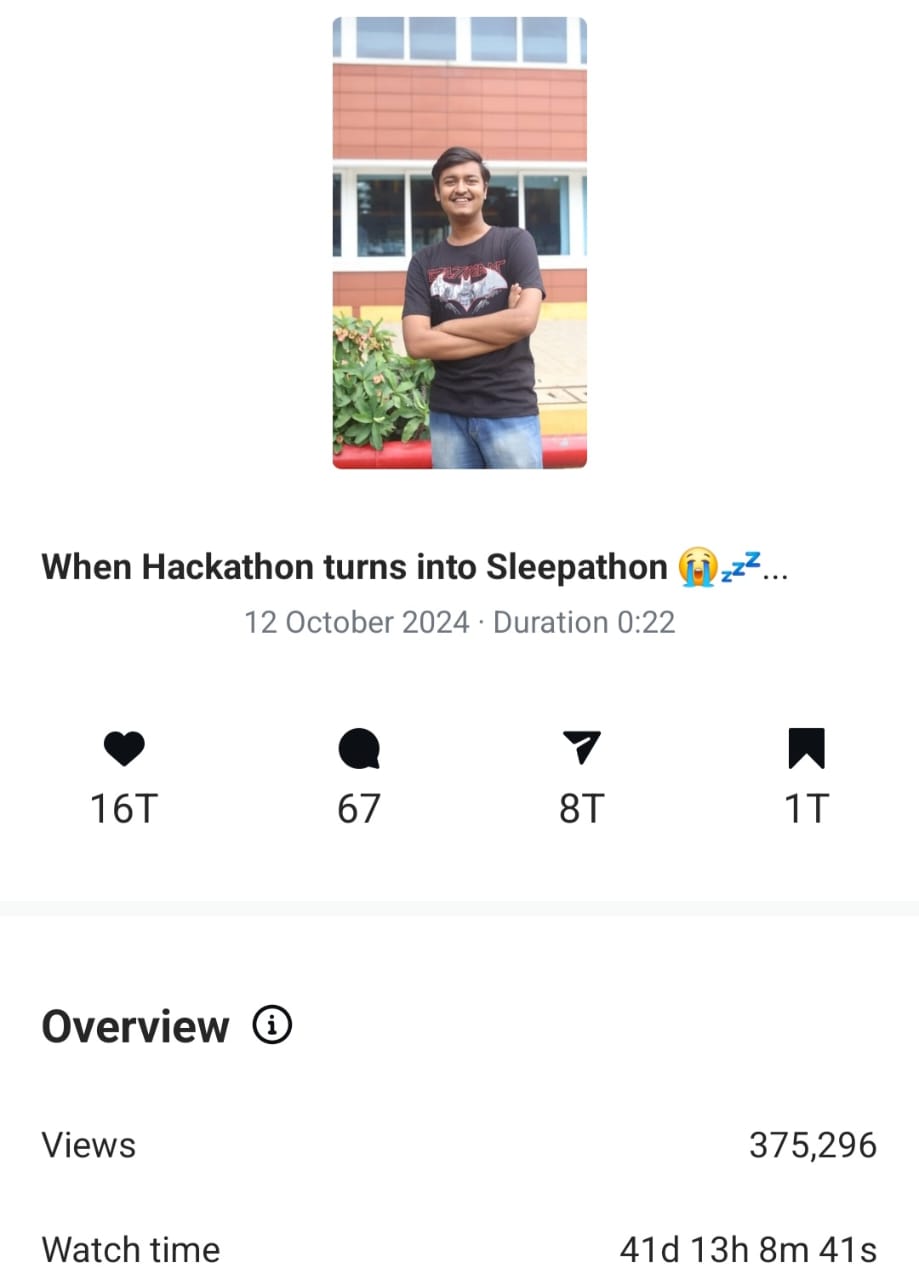 When Hackathon turns into Sleepathon 😭💤...
12 October 2024 · Duration 0:22
16T 67 8T 1T
Overview
Views 375,296
Watch time 41d 13h 8m 41s